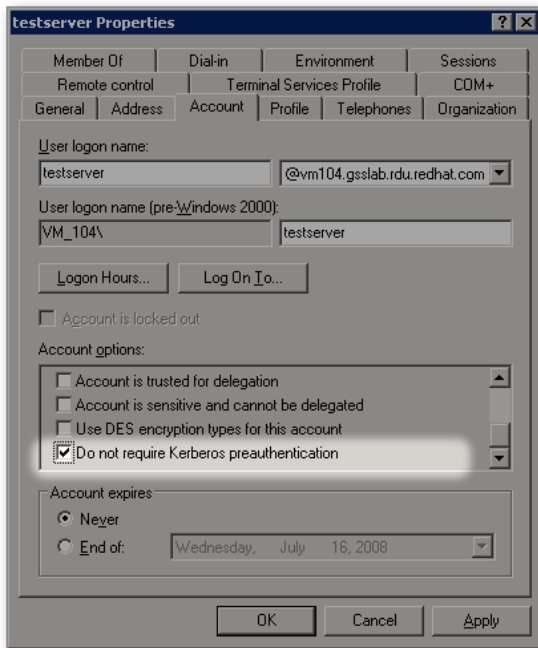 testserver Properties
Member Of Dial-in Environment Sessions
Remote control Terminal Services Profile COM+
General Address Account Profile Telephones Organization
User logon name:
testserver @vm104.gsslab.rdu.redhat.com
User logon name (pre-Windows 2000):
VM_104\ testserver
Logon Hours... Log On To...
Account is locked out
Account options:
Account is trusted for delegation
Account is sensitive and cannot be delegated
Use DES encryption types for this account
Do not require Kerberos preauthentication
Account expires
Never
End of: Wednesday, July 16, 2008
OK Cancel Apply